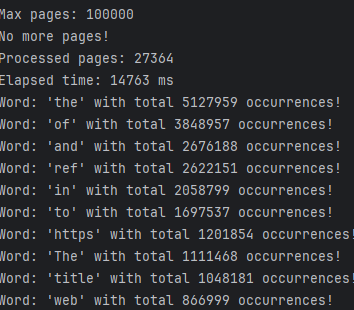 Max pages: 100000
No more pages!
Processed pages: 27364
Elapsed time: 14763 ms
Word: 'the' with total 5127959 occurrences!
Word: 'of' with total 3848957 occurrences!
Word: 'and' with total 2676188 occurrences!
Word: 'ref' with total 2622151 occurrences!
Word: 'in' with total 2058799 occurrences!
Word: 'to' with total 1697537 occurrences!
Word: 'https' with total 1201854 occurrences!
Word: 'The' with total 1111468 occurrences!
Word: 'title' with total 1048181 occurrences!
Word: 'web' with total 866999 occurrences!